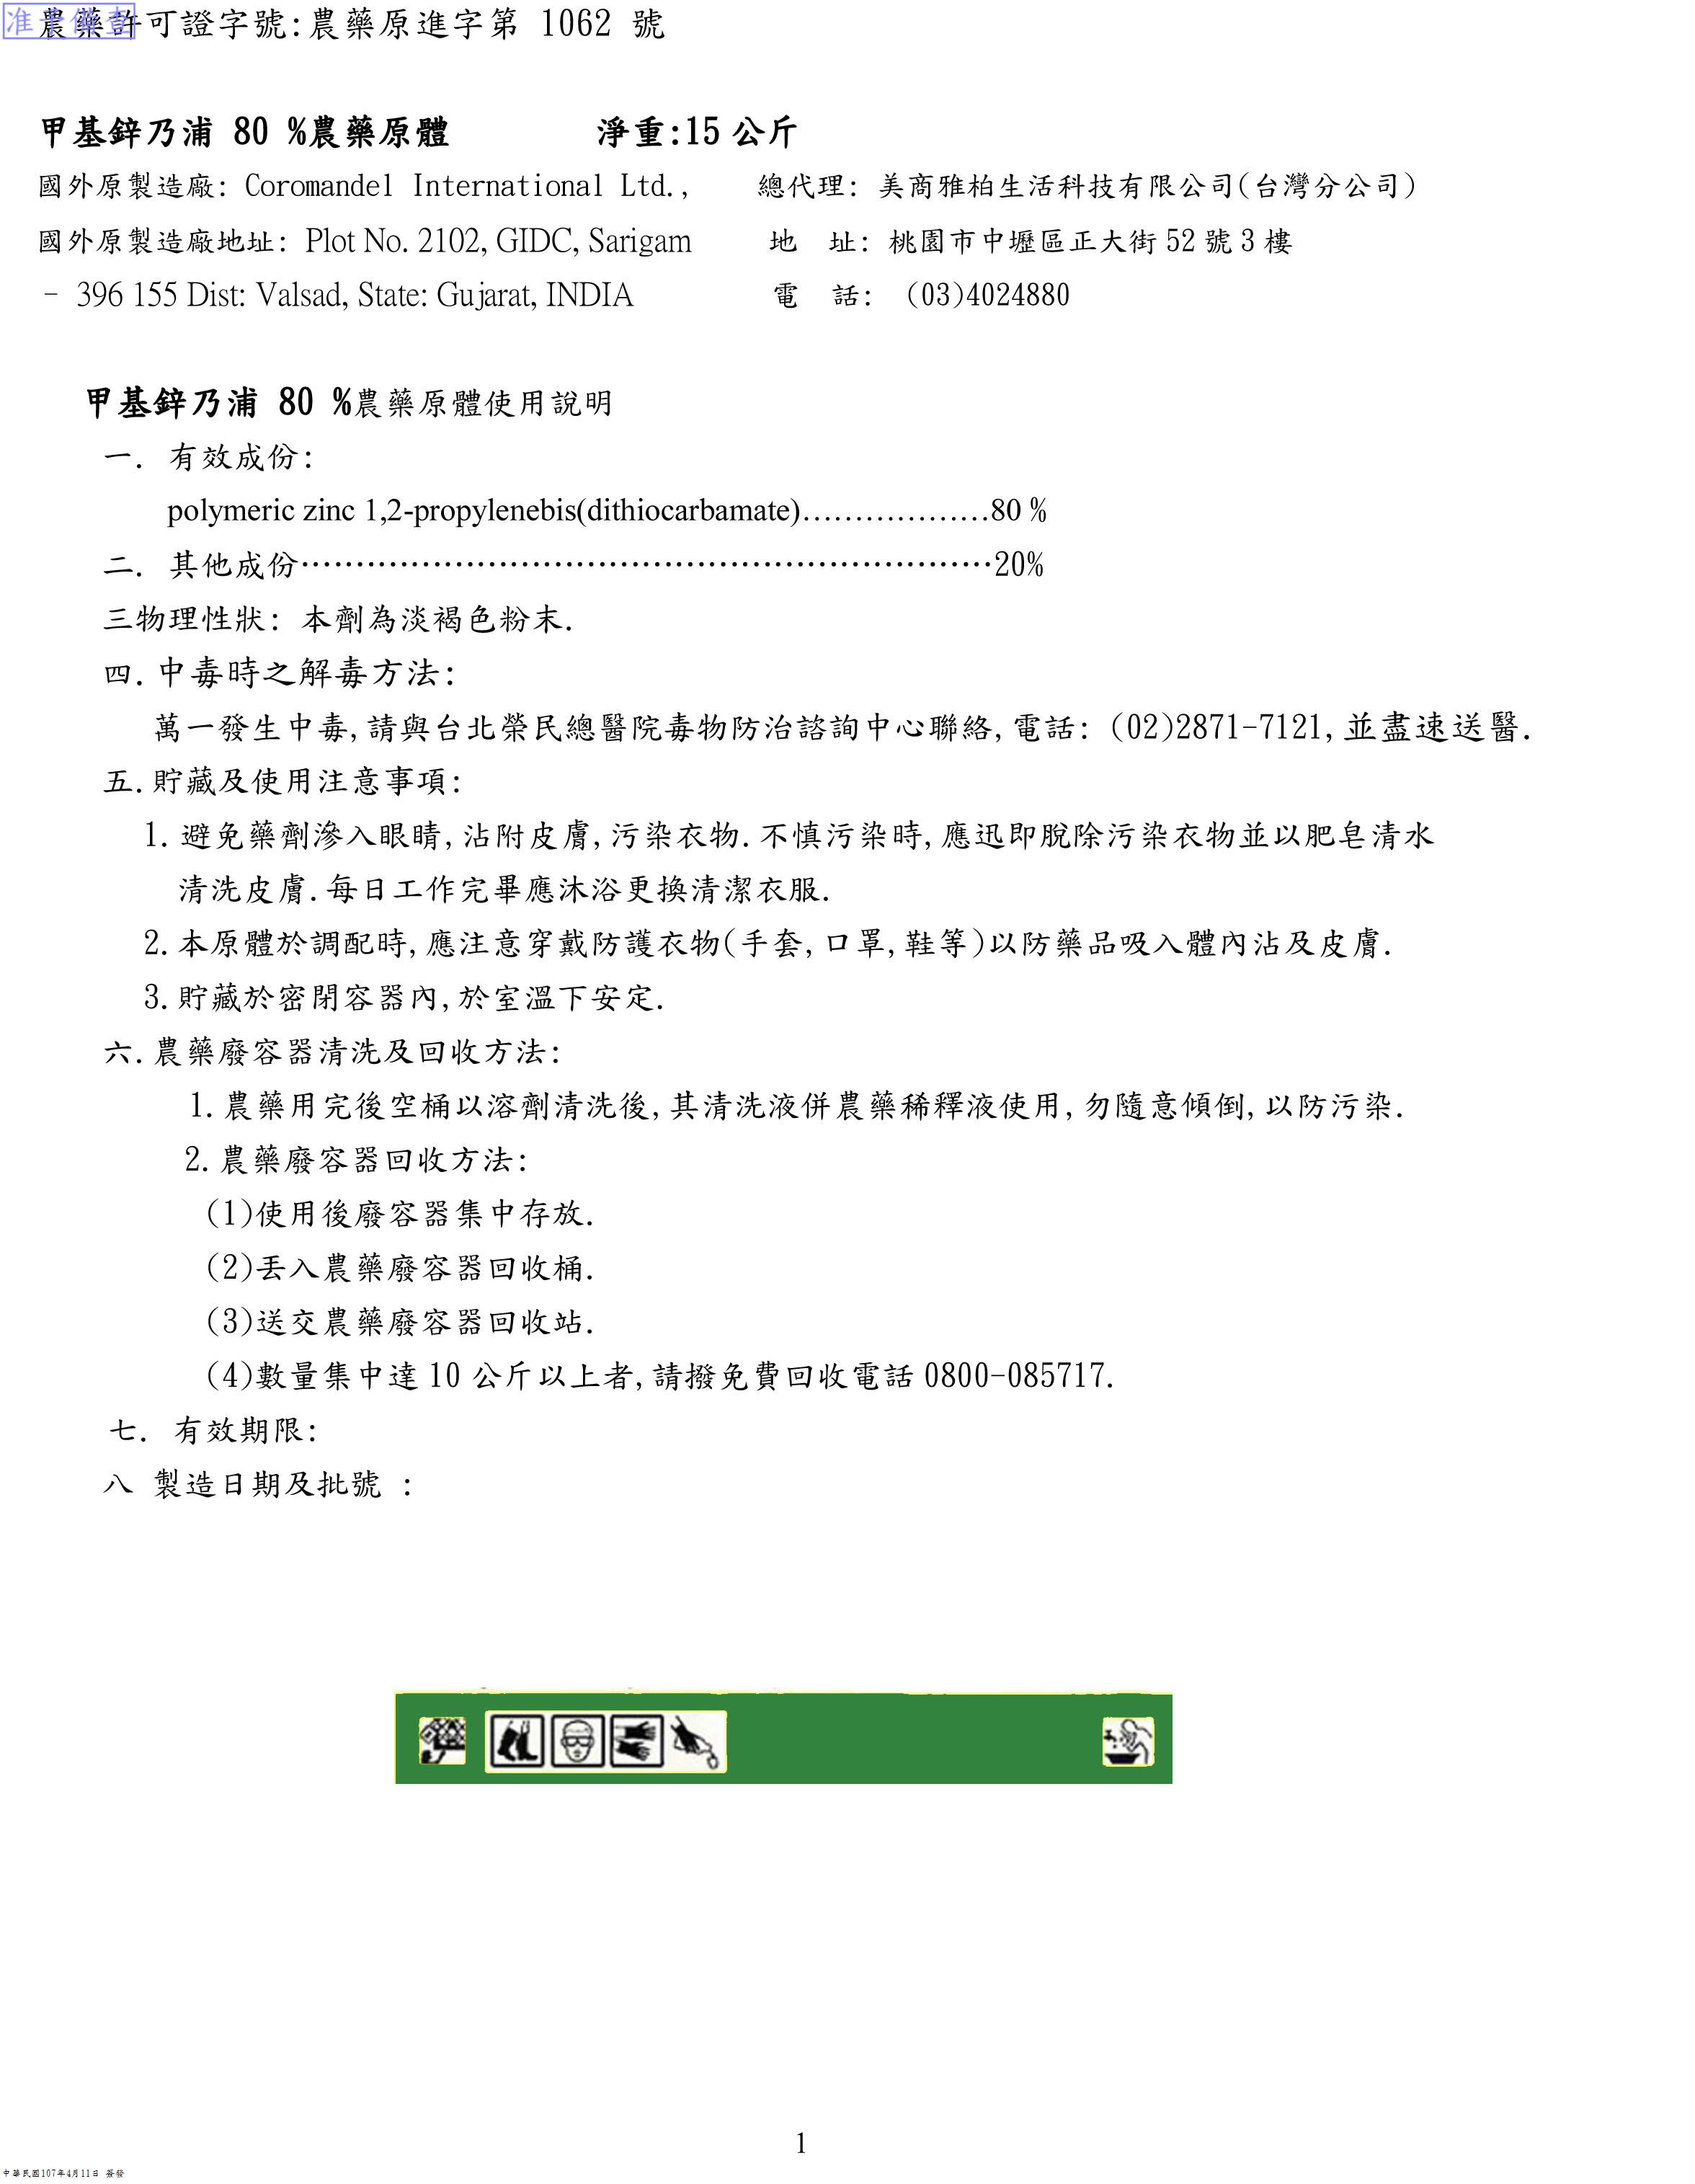 准予備查
農藥許可證字號:農藥原進字第 1062 號
甲基鋅乃浦 80 %農藥原體 淨重:15 公斤
國外原製造廠: Coromandel International Ltd., 總代理: 美商雅柏生活科技有限公司(台灣分公司)
國外原製造廠地址: Plot No. 2102, GIDC, Sarigam 地 址: 桃園市中壢區正大街 52 號 3 樓
– 396 155 Dist: Valsad, State: Gujarat, INDIA 電 話: (03)4024880
甲基鋅乃浦 80 %農藥原體使用說明
一. 有效成份:
polymeric zinc 1,2-propylenebis(dithiocarbamate)………………80 %
二. 其他成份…………………………………………………………20%
三物理性狀: 本劑為淡褐色粉末.
四.中毒時之解毒方法:
萬一發生中毒,請與台北榮民總醫院毒物防治諮詢中心聯絡,電話: (02)2871-7121,並盡速送醫.
五.貯藏及使用注意事項:
1.避免藥劑滲入眼睛,沾附皮膚,污染衣物.不慎污染時,應迅即脫除污染衣物並以肥皂清水
清洗皮膚.每日工作完畢應沐浴更換清潔衣服.
2.本原體於調配時,應注意穿戴防護衣物(手套,口罩,鞋等)以防藥品吸入體內沾及皮膚.
3.貯藏於密閉容器內,於室溫下安定.
六.農藥廢容器清洗及回收方法:
1.農藥用完後空桶以溶劑清洗後,其清洗液併農藥稀釋液使用,勿隨意傾倒,以防污染.
2.農藥廢容器回收方法:
(1)使用後廢容器集中存放.
(2)丟入農藥廢容器回收桶.
(3)送交農藥廢容器回收站.
(4)數量集中達 10 公斤以上者,請撥免費回收電話 0800-085717.
七. 有效期限:
八 製造日期及批號 :
1
中華民國107年4月11日 簽發